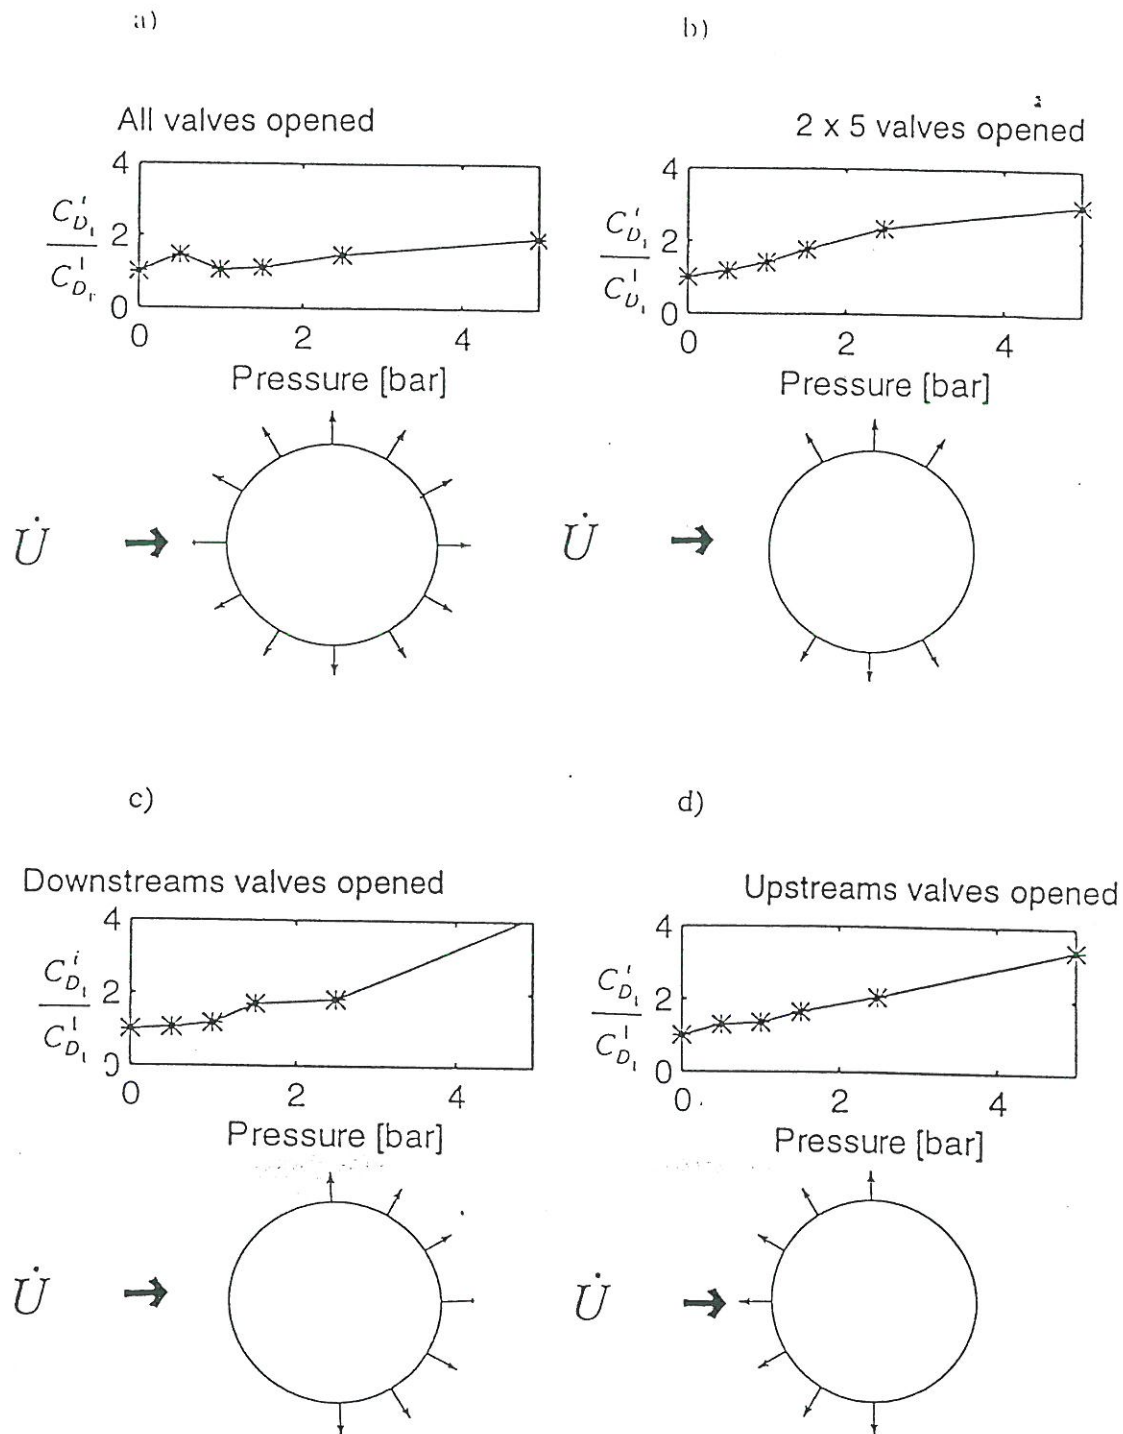 a)
b)
All valves opened
2 x 5 valves opened
4
2
0
0 2 4
Pressure [bar]
4
2
0
0 2 4
Pressure [bar]
U̇
U̇
c)
d)
Downstreams valves opened
Upstreams valves opened
4
2
0 2 4
Pressure [bar]
4
2
0
0 2 4
Pressure [bar]
U̇
U̇